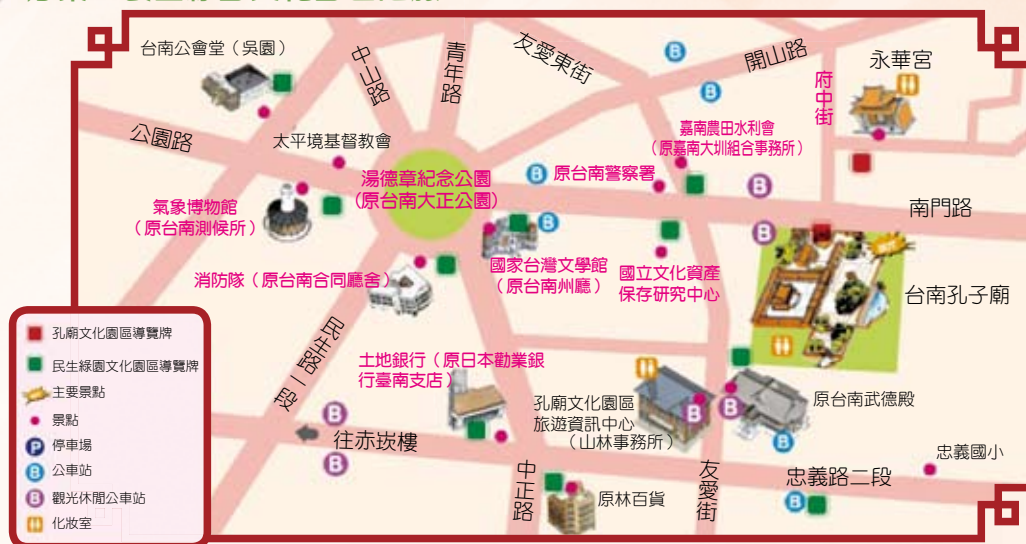 台南公會堂（吳園）
中山路
青年路
友愛東街
開山路
永華宮
府中街
公園路
太平境基督教會
嘉南農田水利會
（原嘉南大圳組合事務所）
湯德章紀念公園
(原台南大正公園)
原台南警察署
氣象博物館
（原台南測候所）
南門路
消防隊（原台南合同廳舍）
國家台灣文學館
（原台南州廳）
國立文化資產
保存研究中心
台南孔子廟
民生路一段
土地銀行（原日本勸業銀
行臺南支店）
孔廟文化園區
旅遊資訊中心
（山林事務所）
原台南武德殿
往赤崁樓
中正路
原林百貨
友愛街
忠義路二段
忠義國小
孔廟文化園區導覽牌
民生綠園文化園區導覽牌
主要景點
景點
P 停車場
B 公車站
B 觀光休閒公車站
化妝室